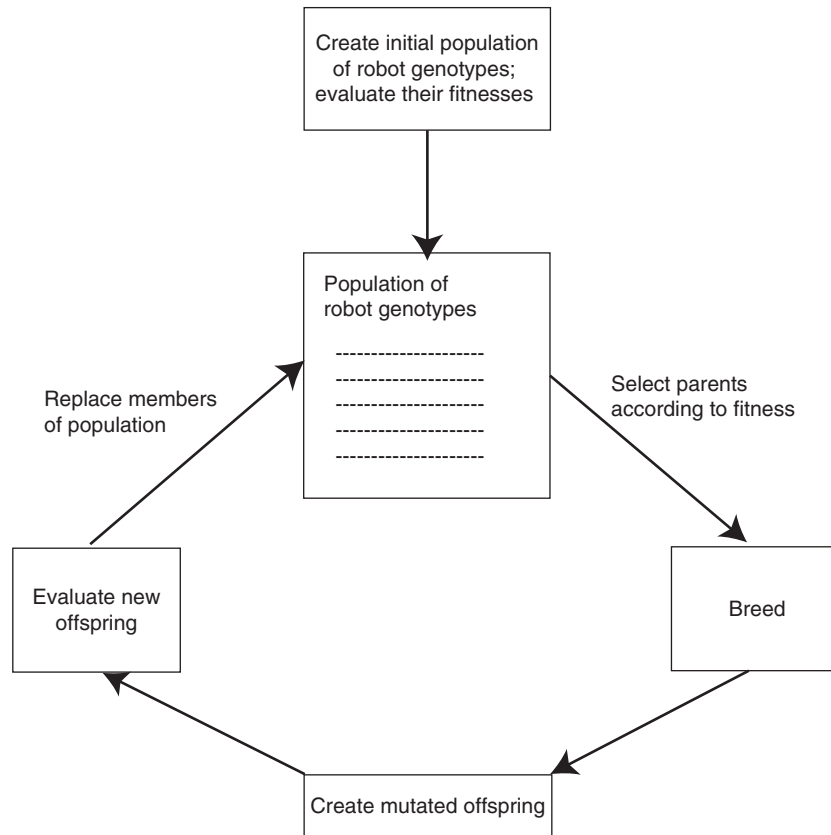 Create initial population
of robot genotypes;
evaluate their fitnesses
Population of
robot genotypes
Replace members
of population
Select parents
according to fitness
Evaluate new
offspring
Breed
Create mutated offspring